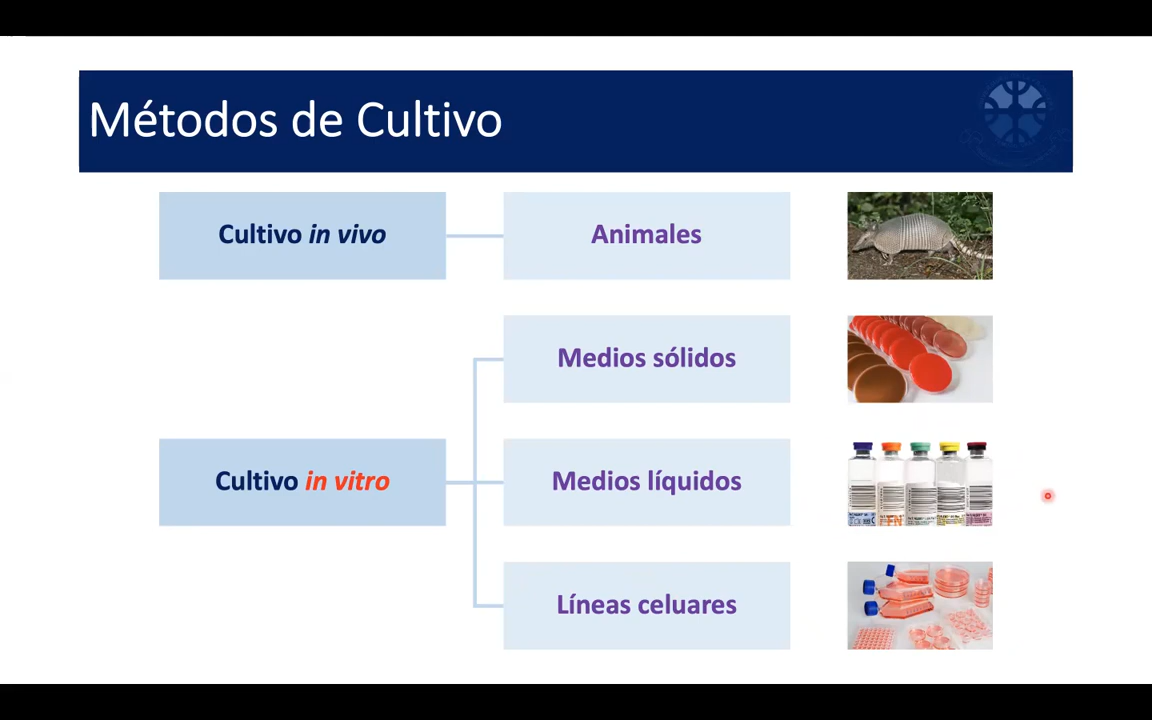 Métodos de Cultivo
Cultivo in vivo
Animales
Medios sólidos
Cultivo in vitro
Medios líquidos
Líneas celuares